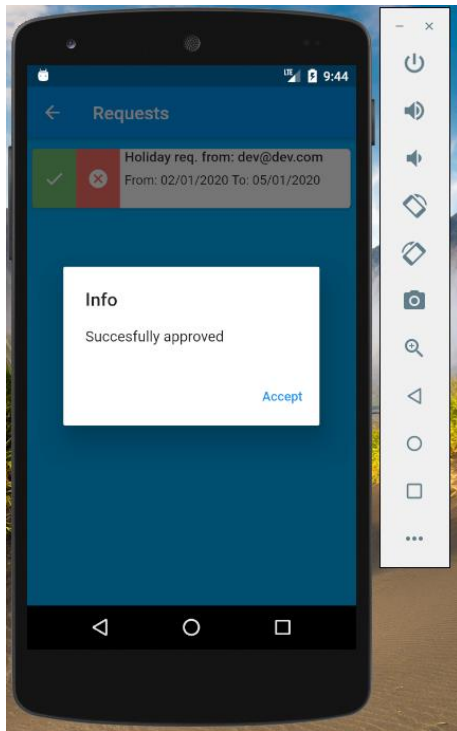 LTE 9:44
Requests
Holiday req. from: dev@dev.com
From: 02/01/2020 To: 05/01/2020
Info
Succesfully approved
Accept